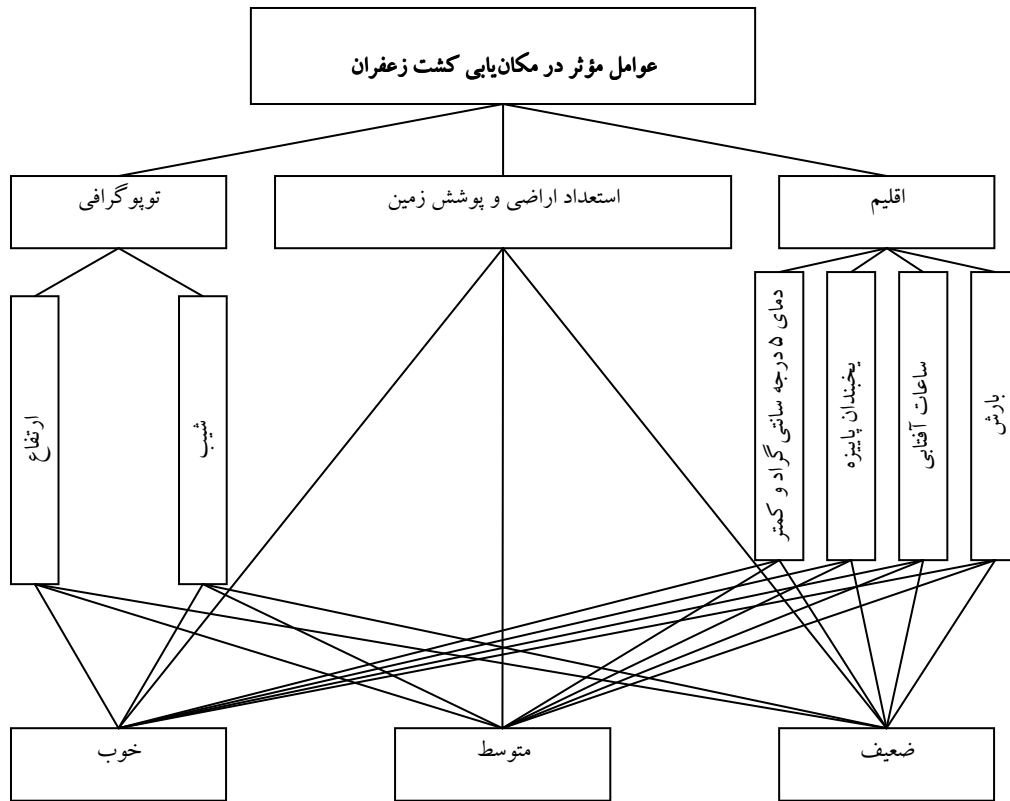 عوامل مؤثر در مکان‌یابی کشت زعفران
اقلیم
استعداد اراضی و پوشش زمین
توپوگرافی
بارش
ساعات آفتابی
یخبندان پاییزه
دمای ۵ درجه سانتی گراد و کمتر
شیب
ارتفاع
ضعیف
متوسط
خوب